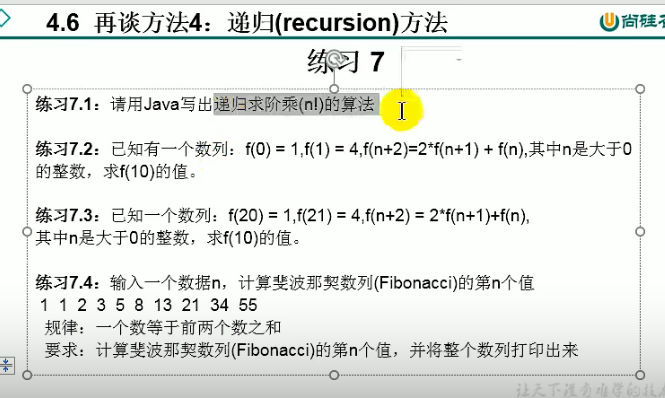 4.6 再谈方法4：递归(recursion)方法
尚硅
练习 7
练习7.1：请用Java写出递归求阶乘(n!)的算法
练习7.2：已知有一个数列：f(0) = 1,f(1) = 4,f(n+2)=2*f(n+1) + f(n),其中n是大于0
的整数，求f(10)的值。
练习7.3：已知一个数列：f(20) = 1,f(21) = 4,f(n+2) = 2*f(n+1)+f(n),
其中n是大于0的整数，求f(10)的值。
练习7.4：输入一个数据n，计算斐波那契数列(Fibonacci)的第n个值
1 1 2 3 5 8 13 21 34 55
规律：一个数等于前两个数之和
要求：计算斐波那契数列(Fibonacci)的第n个值，并将整个数列打印出来
让天下没有难学的技